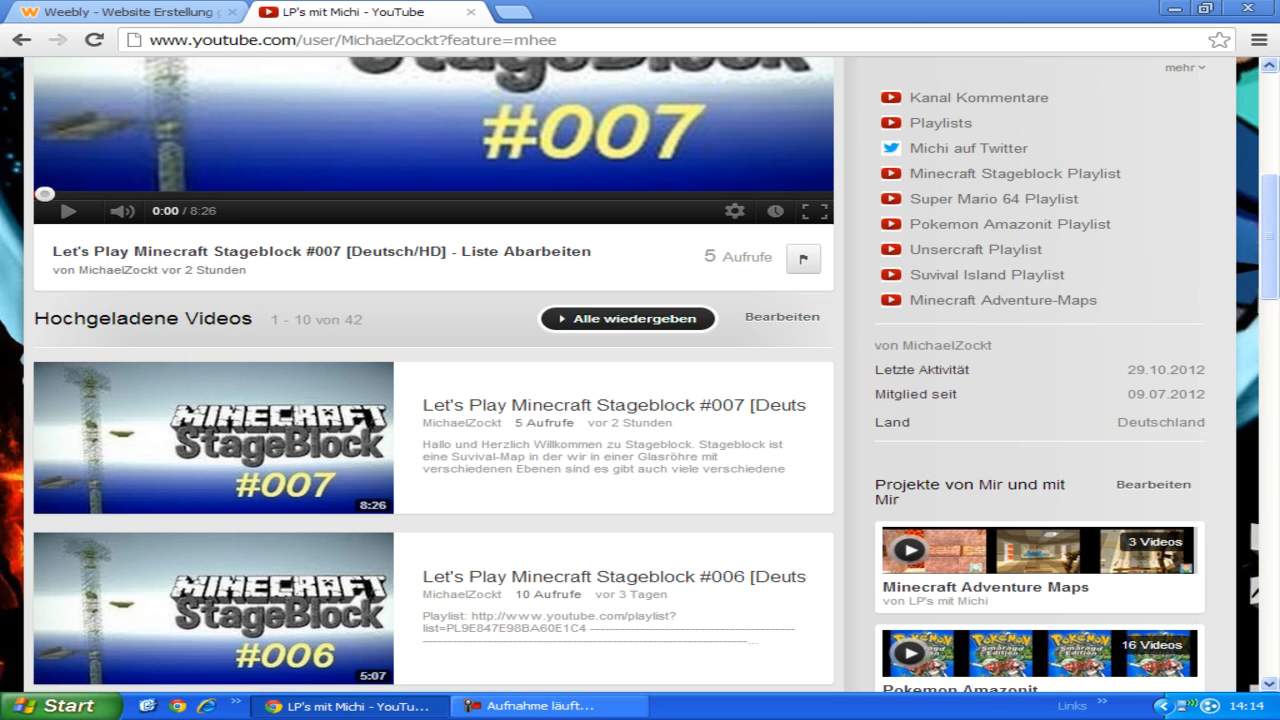 Weebly - Website Erstellung g
LP's mit Michi - YouTube
www.youtube.com/user/MichaelZockt?feature=mhee
StageBlock
#007
0:00 / 8:26
Let's Play Minecraft Stageblock #007 [Deutsch/HD] - Liste Abarbeiten
von MichaelZockt vor 2 Stunden
5 Aufrufe
Hochgeladene Videos 1 - 10 von 42
Alle wiedergeben
Bearbeiten
MINECRAFT
StageBlock
#007
8:26
Let's Play Minecraft Stageblock #007 [Deuts
MichaelZockt 5 Aufrufe vor 2 Stunden
Hallo und Herzlich Willkommen zu Stageblock. Stageblock ist
eine Suvival-Map in der wir in einer Glasröhre mit
verschiedenen Ebenen sind es gibt auch viele verschiedene
MINECRAFT
StageBlock
#006
5:07
Let's Play Minecraft Stageblock #006 [Deuts
MichaelZockt 10 Aufrufe vor 3 Tagen
Playlist: http://www.youtube.com/playlist?
list=PL9E847E98BA60E1C4 ----------------------------------------
-----------------------------------------------------------------...
mehr
Kanal Kommentare
Playlists
Michi auf Twitter
Minecraft Stageblock Playlist
Super Mario 64 Playlist
Pokemon Amazonit Playlist
Unsercraft Playlist
Suvival Island Playlist
Minecraft Adventure-Maps
von MichaelZockt
Letzte Aktivität 29.10.2012
Mitglied seit 09.07.2012
Land Deutschland
Projekte von Mir und mit
Mir
Bearbeiten
3 Videos
Minecraft Adventure Maps
von LP's mit Michi
POKéMON POKéMON POKéMON
Smaragd Edition
16 Videos
Pokemon Amazonit
Start
LP's mit Michi - YouTu...
Aufnahme läuft...
Links
14:14